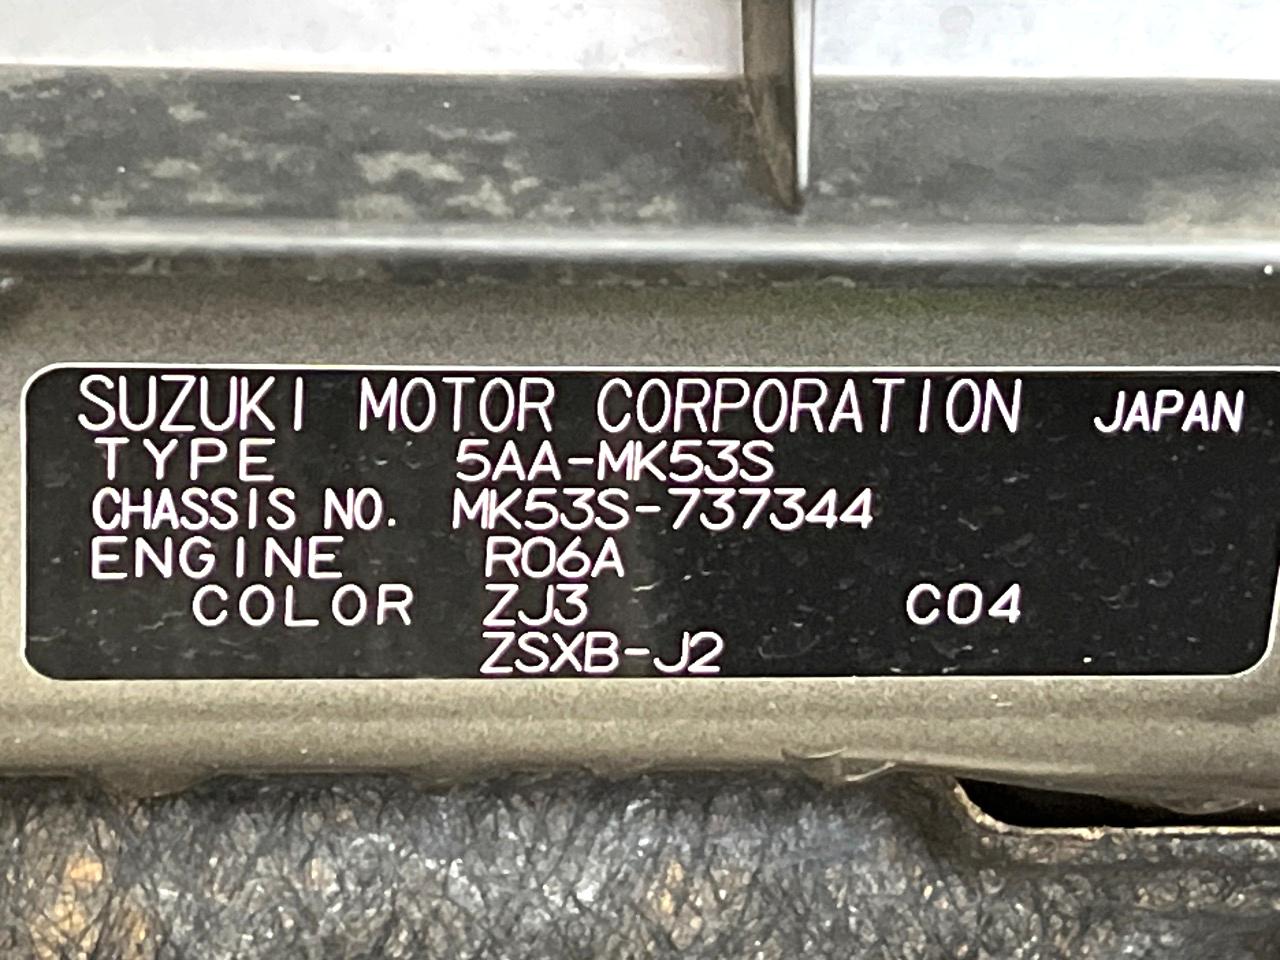 SUZUKI MOTOR CORPORATION JAPAN
TYPE 5AA-MK53S
CHASSIS NO. MK53S-737344
ENGINE R06A
COLOR ZJ3 C04
ZSXB-J2